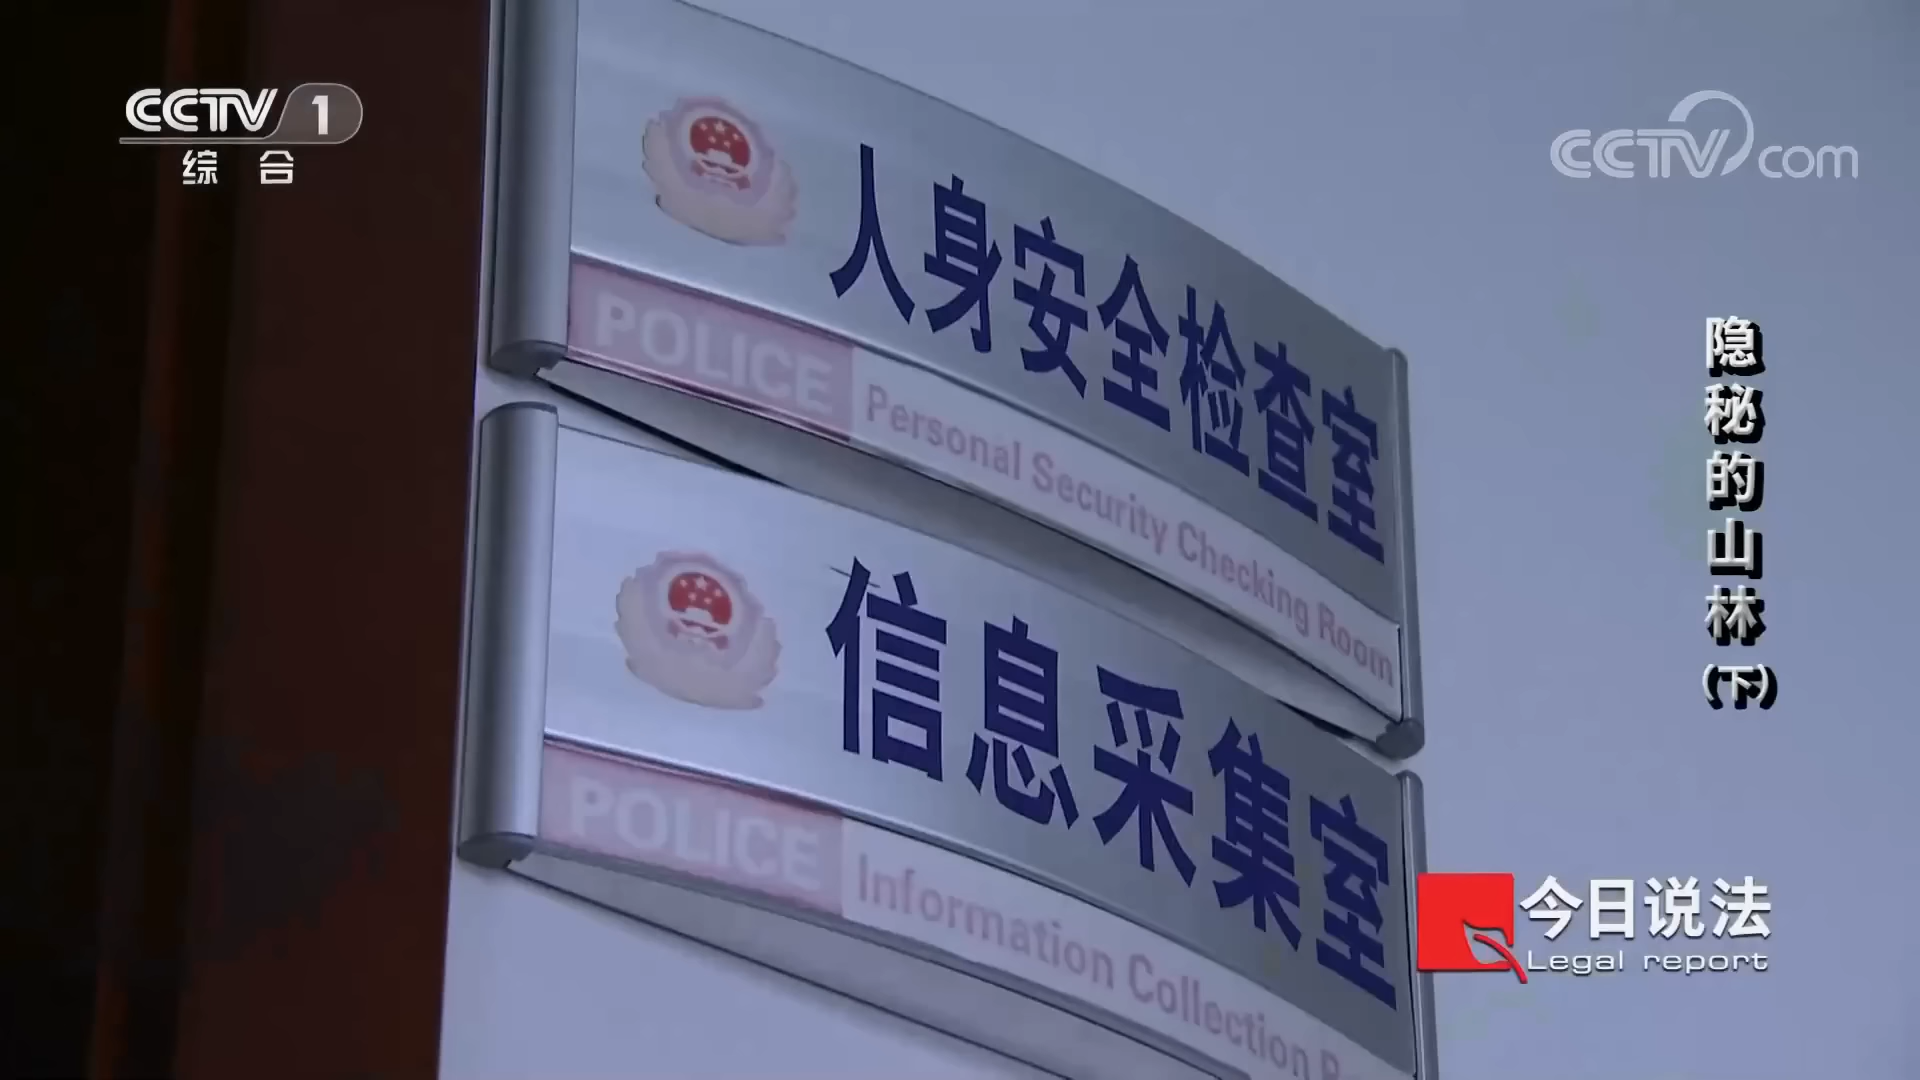 CCTV 1
综合
CCTV com
人身安全检查室
POLICE Personal Security Checking Room
信息采集室
POLICE Information Collection R
隐秘的山林(下)
今日说法
Legal report